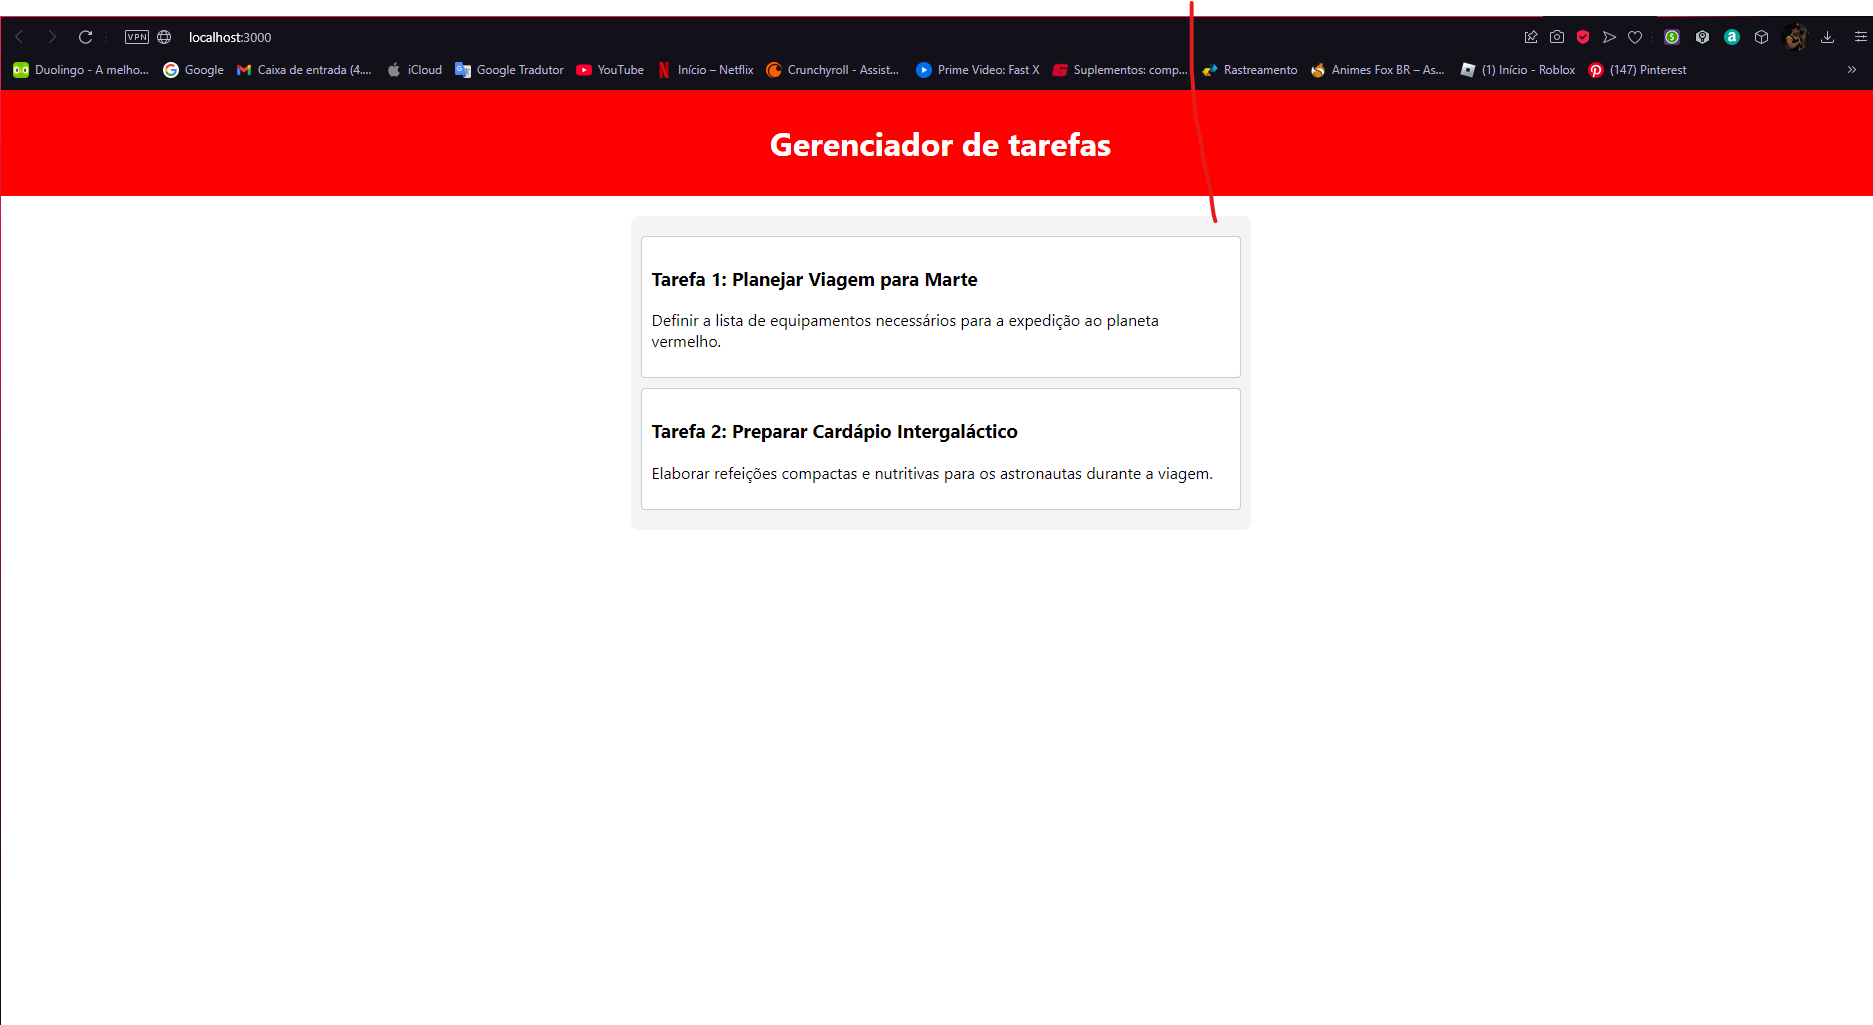 VPN localhost:3000
Duolingo - A melho... Google Caixa de entrada (4.... iCloud Google Tradutor YouTube Início – Netflix Crunchyroll - Assist... Prime Video: Fast X Suplementos: comp... Rastreamento Animes Fox BR – As... (1) Início - Roblox (147) Pinterest
Gerenciador de tarefas
Tarefa 1: Planejar Viagem para Marte
Definir a lista de equipamentos necessários para a expedição ao planeta
vermelho.
Tarefa 2: Preparar Cardápio Intergaláctico
Elaborar refeições compactas e nutritivas para os astronautas durante a viagem.